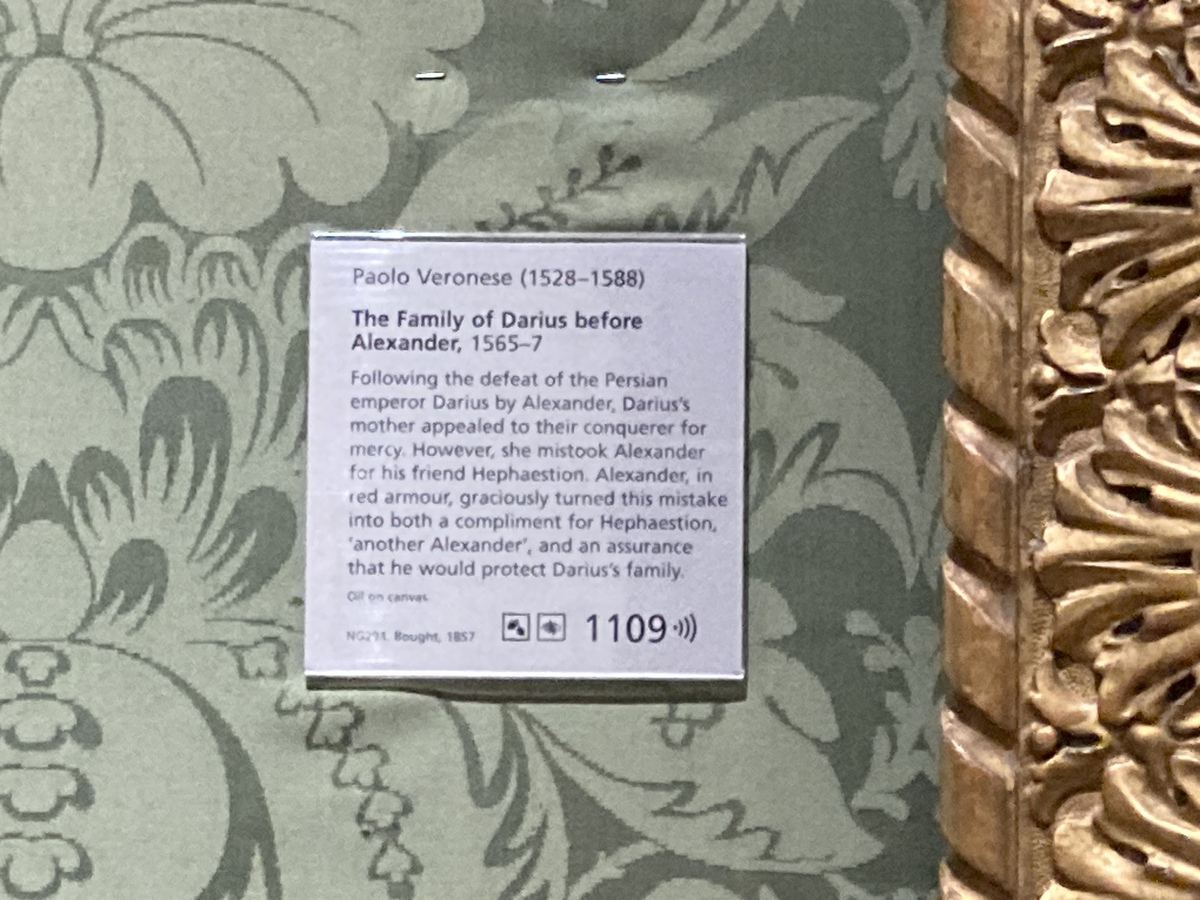 Paolo Veronese (1528–1588)
The Family of Darius before
Alexander, 1565–7
Following the defeat of the Persian
emperor Darius by Alexander, Darius's
mother appealed to their conquerer for
mercy. However, she mistook Alexander
for his friend Hephaestion. Alexander, in
red armour, graciously turned this mistake
into both a compliment for Hephaestion,
‘another Alexander’, and an assurance
that he would protect Darius's family.
Oil on canvas
NG294. Bought, 1857
1109